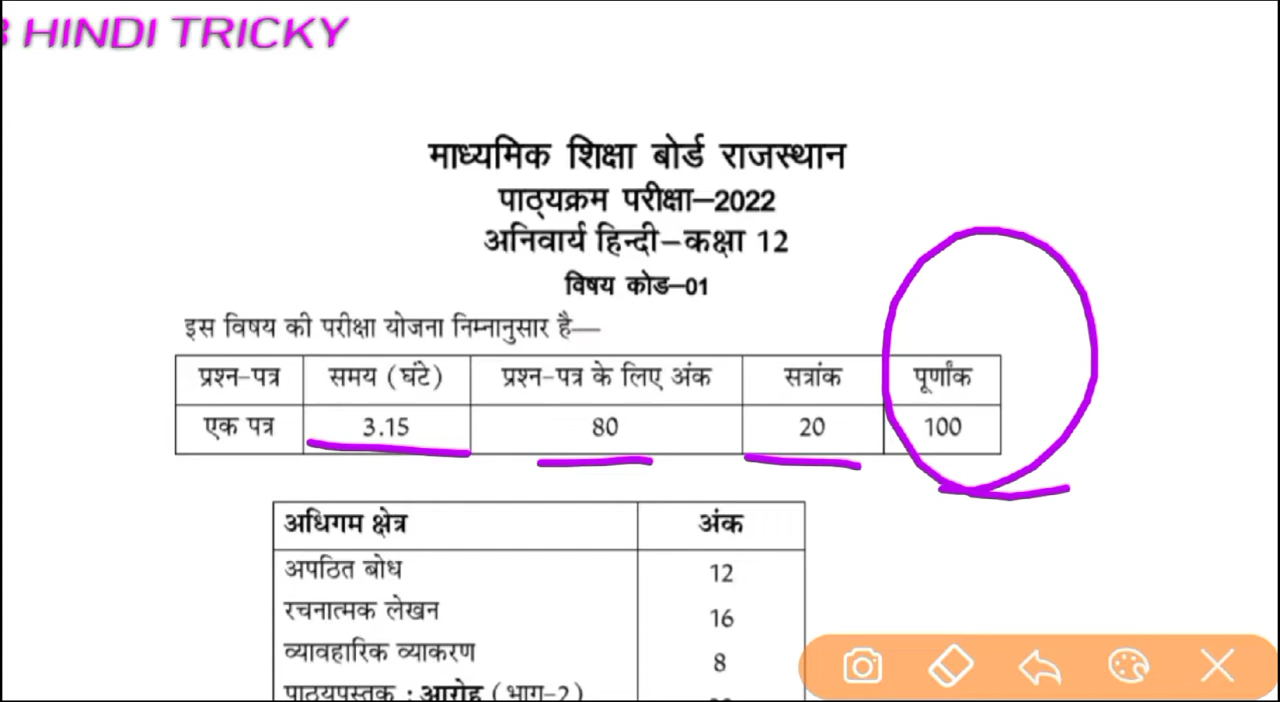 HINDI TRICKY
माध्यमिक शिक्षा बोर्ड राजस्थान
पाठ्यक्रम परीक्षा–2022
अनिवार्य हिन्दी–कक्षा 12
विषय कोड–01
इस विषय की परीक्षा योजना निम्नानुसार है—
प्रश्न-पत्र समय (घंटे) प्रश्न-पत्र के लिए अंक सत्रांक पूर्णांक
एक पत्र 3.15 80 20 100
अधिगम क्षेत्र अंक
अपठित बोध 12
रचनात्मक लेखन 16
व्यावहारिक व्याकरण 8
पाठ्यपुस्तक : आरोह (भाग-2)